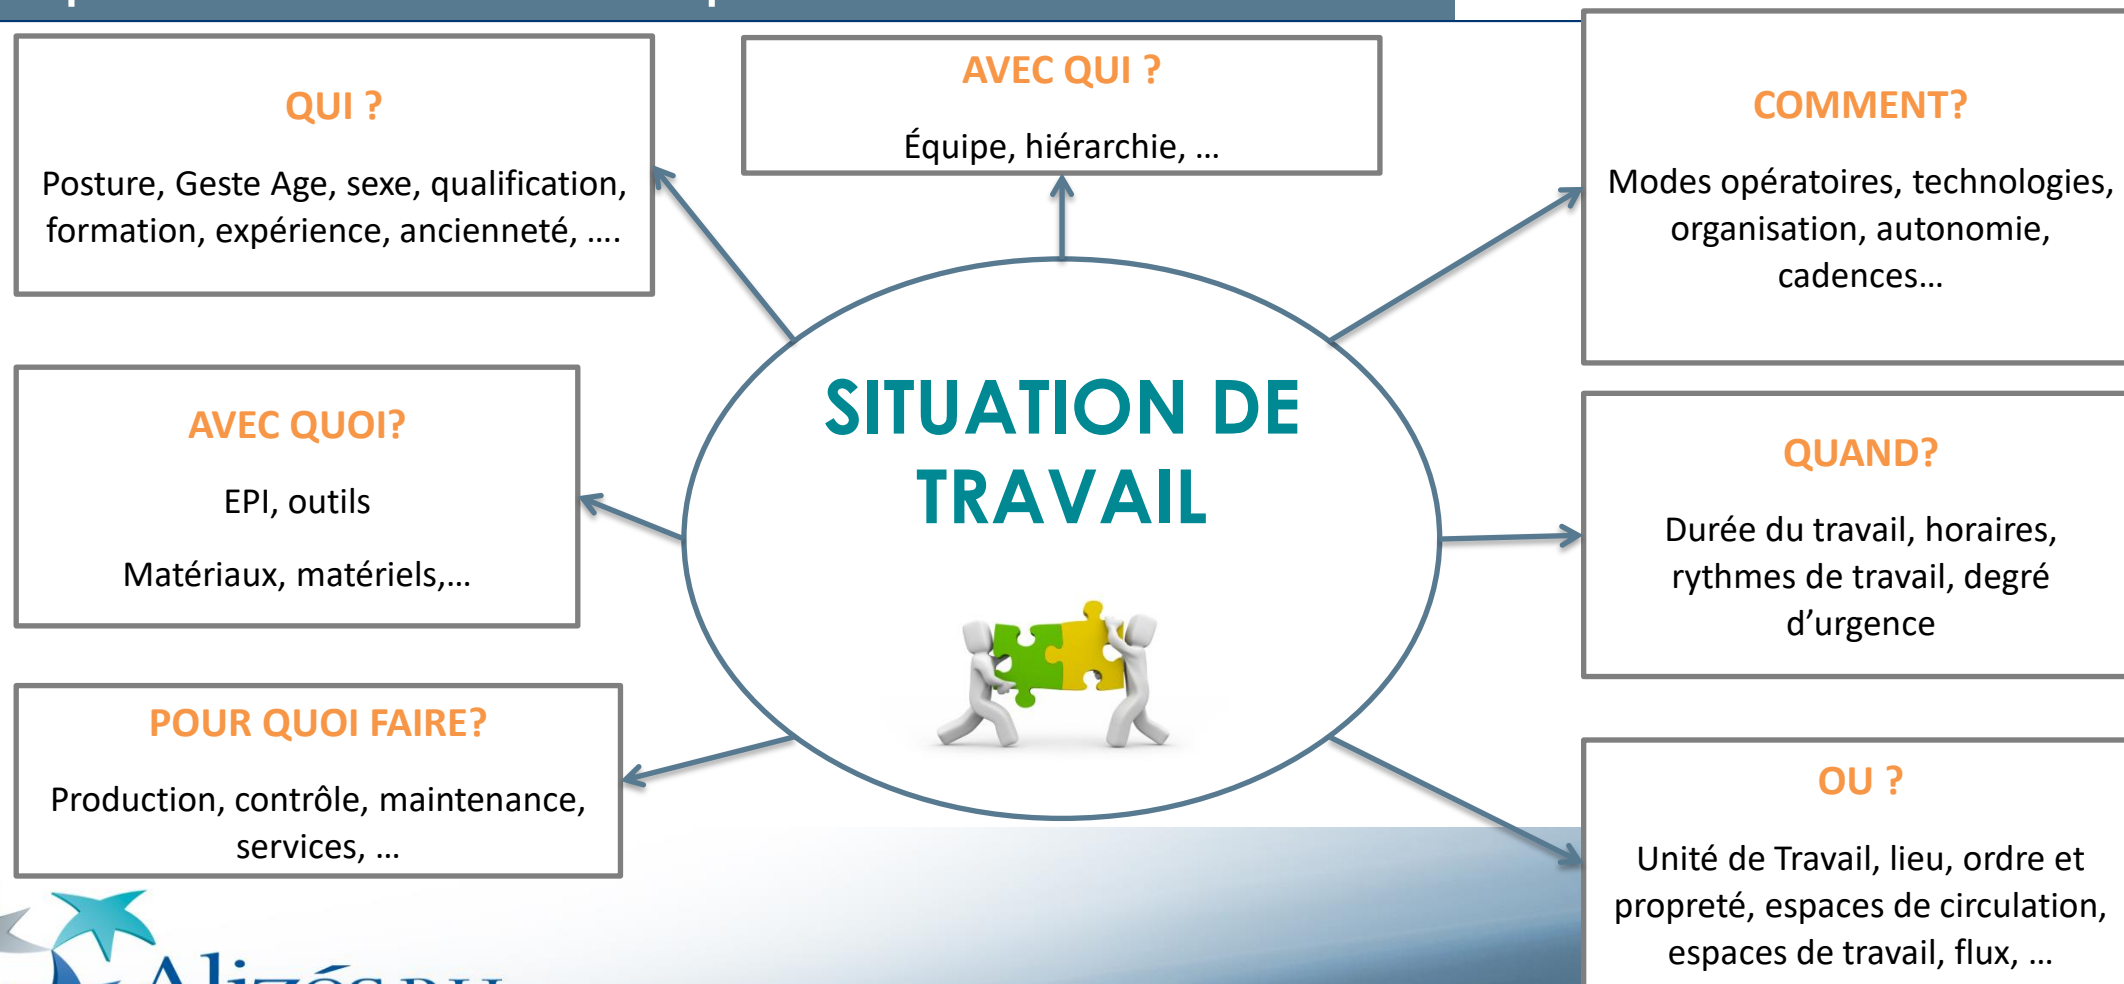 QUI ?
Posture, Geste Age, sexe, qualification,
formation, expérience, ancienneté, ....
AVEC QUI ?
Équipe, hiérarchie, …
COMMENT?
Modes opératoires, technologies,
organisation, autonomie,
cadences…
AVEC QUOI?
EPI, outils
Matériaux, matériels,…
SITUATION DE
TRAVAIL
QUAND?
Durée du travail, horaires,
rythmes de travail, degré
d’urgence
POUR QUOI FAIRE?
Production, contrôle, maintenance,
services, …
OU ?
Unité de Travail, lieu, ordre et
propreté, espaces de circulation,
espaces de travail, flux, …
Alizés RH